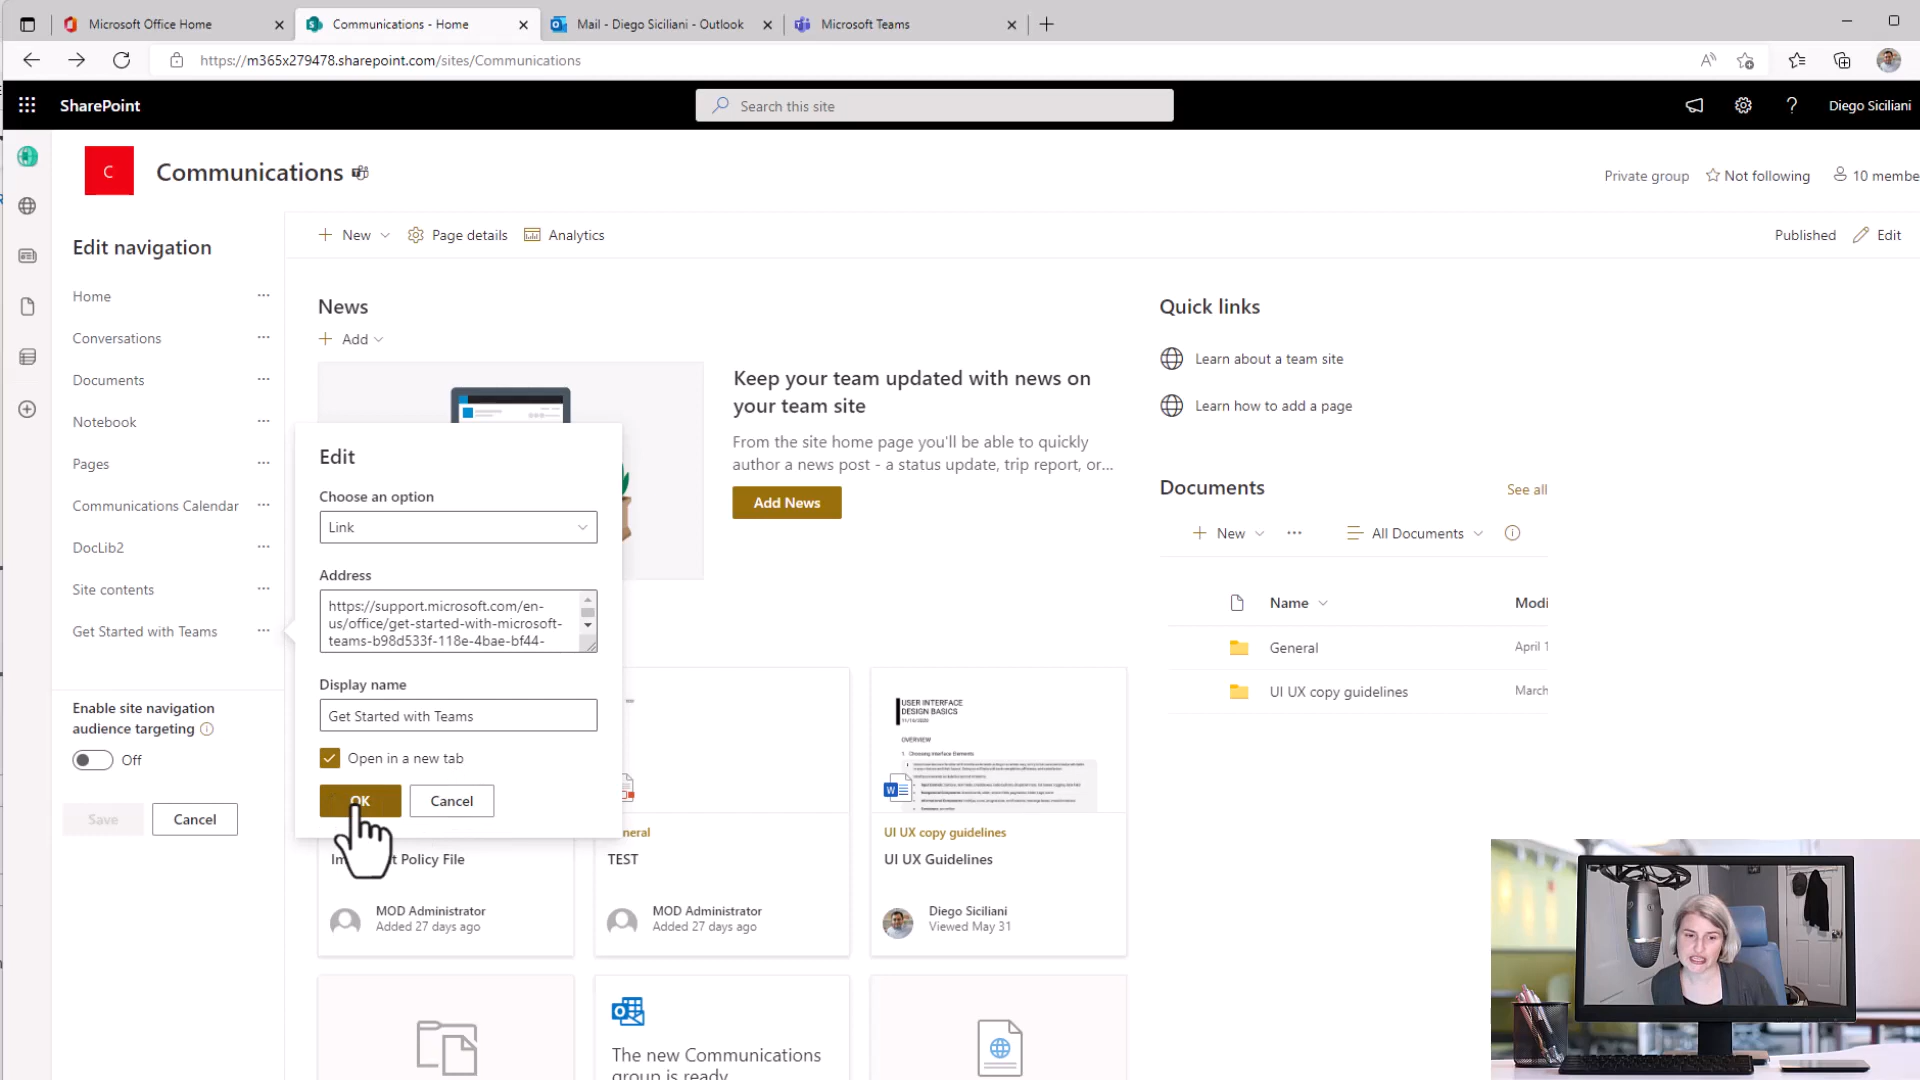 Microsoft Office Home
Communications - Home
Mail - Diego Siciliani - Outlook
Microsoft Teams
https://m365x279478.sharepoint.com/sites/Communications
SharePoint
Search this site
Diego Siciliani
C
Communications
Private group
Not following
10 membe
Edit navigation
Home
Conversations
Documents
Notebook
Pages
Communications Calendar
DocLib2
Site contents
Get Started with Teams
Enable site navigation
audience targeting
Off
Save
Cancel
New
Page details
Analytics
Published
Edit
News
Add
Keep your team updated with news on
your team site
From the site home page you'll be able to quickly
author a news post - a status update, trip report, or...
Add News
Edit
Choose an option
Link
Address
https://support.microsoft.com/en-
us/office/get-started-with-microsoft-
teams-b98d533f-118e-4bae-bf44-
Display name
Get Started with Teams
Open in a new tab
OK
Cancel
Quick links
Learn about a team site
Learn how to add a page
Documents
See all
New
All Documents
Name
Modi
General
April 1
UI UX copy guidelines
March
Policy File
MOD Administrator
Added 27 days ago
neral
TEST
MOD Administrator
Added 27 days ago
USER INTERFACE
DESIGN BASICS
OVERVIEW
1. Choosing Interface Elements.
UI UX copy guidelines
UI UX Guidelines
Diego Siciliani
Viewed May 31
The new Communications
group is ready